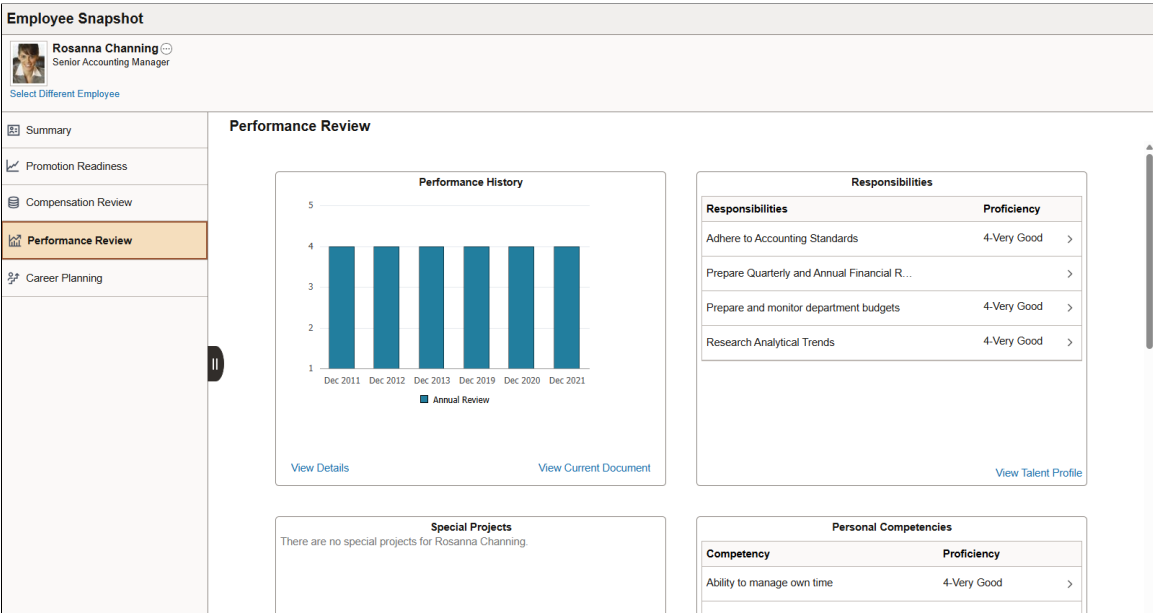 Employee Snapshot
Rosanna Channing
Senior Accounting Manager
Select Different Employee
Summary
Promotion Readiness
Compensation Review
Performance Review
Career Planning
Performance Review
Performance History
5
4
3
2
1
Dec 2011 Dec 2012 Dec 2013 Dec 2019 Dec 2020 Dec 2021
Annual Review
View Details View Current Document
Responsibilities
Responsibilities Proficiency
Adhere to Accounting Standards 4-Very Good
Prepare Quarterly and Annual Financial R...
Prepare and monitor department budgets 4-Very Good
Research Analytical Trends 4-Very Good
View Talent Profile
Special Projects
There are no special projects for Rosanna Channing.
Personal Competencies
Competency Proficiency
Ability to manage own time 4-Very Good